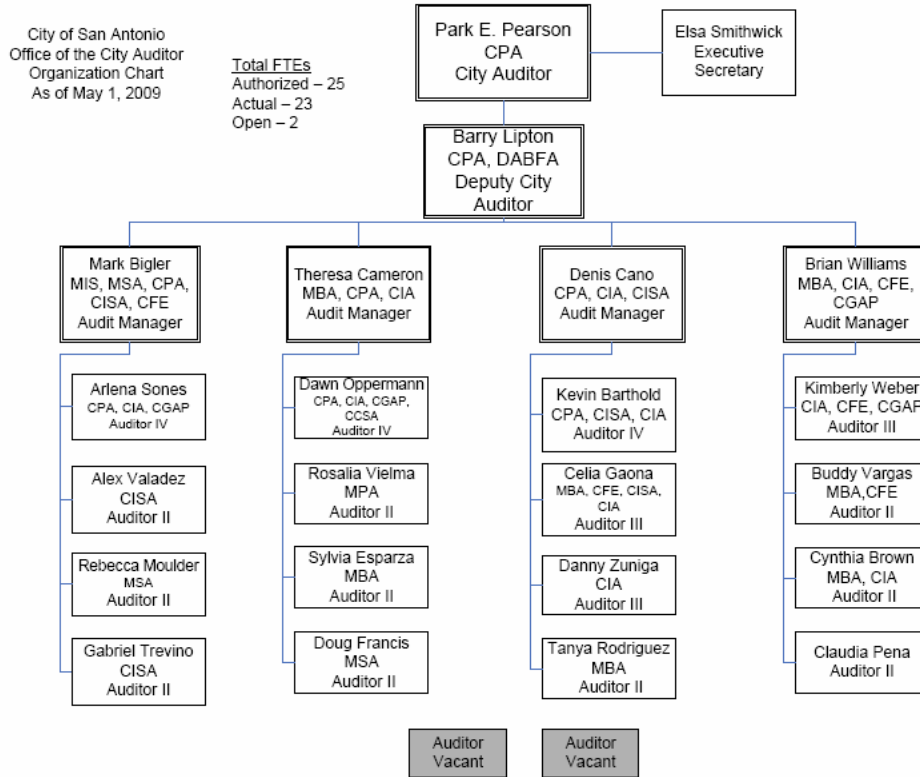 City of San Antonio
Office of the City Auditor
Organization Chart
As of May 1, 2009
Total FTEs
Authorized – 25
Actual – 23
Open – 2
Park E. Pearson
CPA
City Auditor
Elsa Smithwick
Executive
Secretary
Barry Lipton
CPA, DABFA
Deputy City
Auditor
Mark Bigler
MIS, MSA, CPA,
CISA, CFE
Audit Manager
Theresa Cameron
MBA, CPA, CIA
Audit Manager
Denis Cano
CPA, CIA, CISA
Audit Manager
Brian Williams
MBA, CIA, CFE,
CGAP
Audit Manager
Arlena Sones
CPA, CIA, CGAP
Auditor IV
Alex Valadez
CISA
Auditor II
Rebecca Moulder
MSA
Auditor II
Gabriel Trevino
CISA
Auditor II
Dawn Oppermann
CPA, CIA, CGAP,
CCSA
Auditor IV
Rosalia Vielma
MPA
Auditor II
Sylvia Esparza
MBA
Auditor II
Doug Francis
MSA
Auditor II
Kevin Barthold
CPA, CISA, CIA
Auditor IV
Celia Gaona
MBA, CFE, CISA,
CIA
Auditor III
Danny Zuniga
CIA
Auditor III
Tanya Rodriguez
MBA
Auditor II
Kimberly Weber
CIA, CFE, CGAP
Auditor III
Buddy Vargas
MBA,CFE
Auditor II
Cynthia Brown
MBA, CIA
Auditor II
Claudia Pena
Auditor II
Auditor
Vacant
Auditor
Vacant